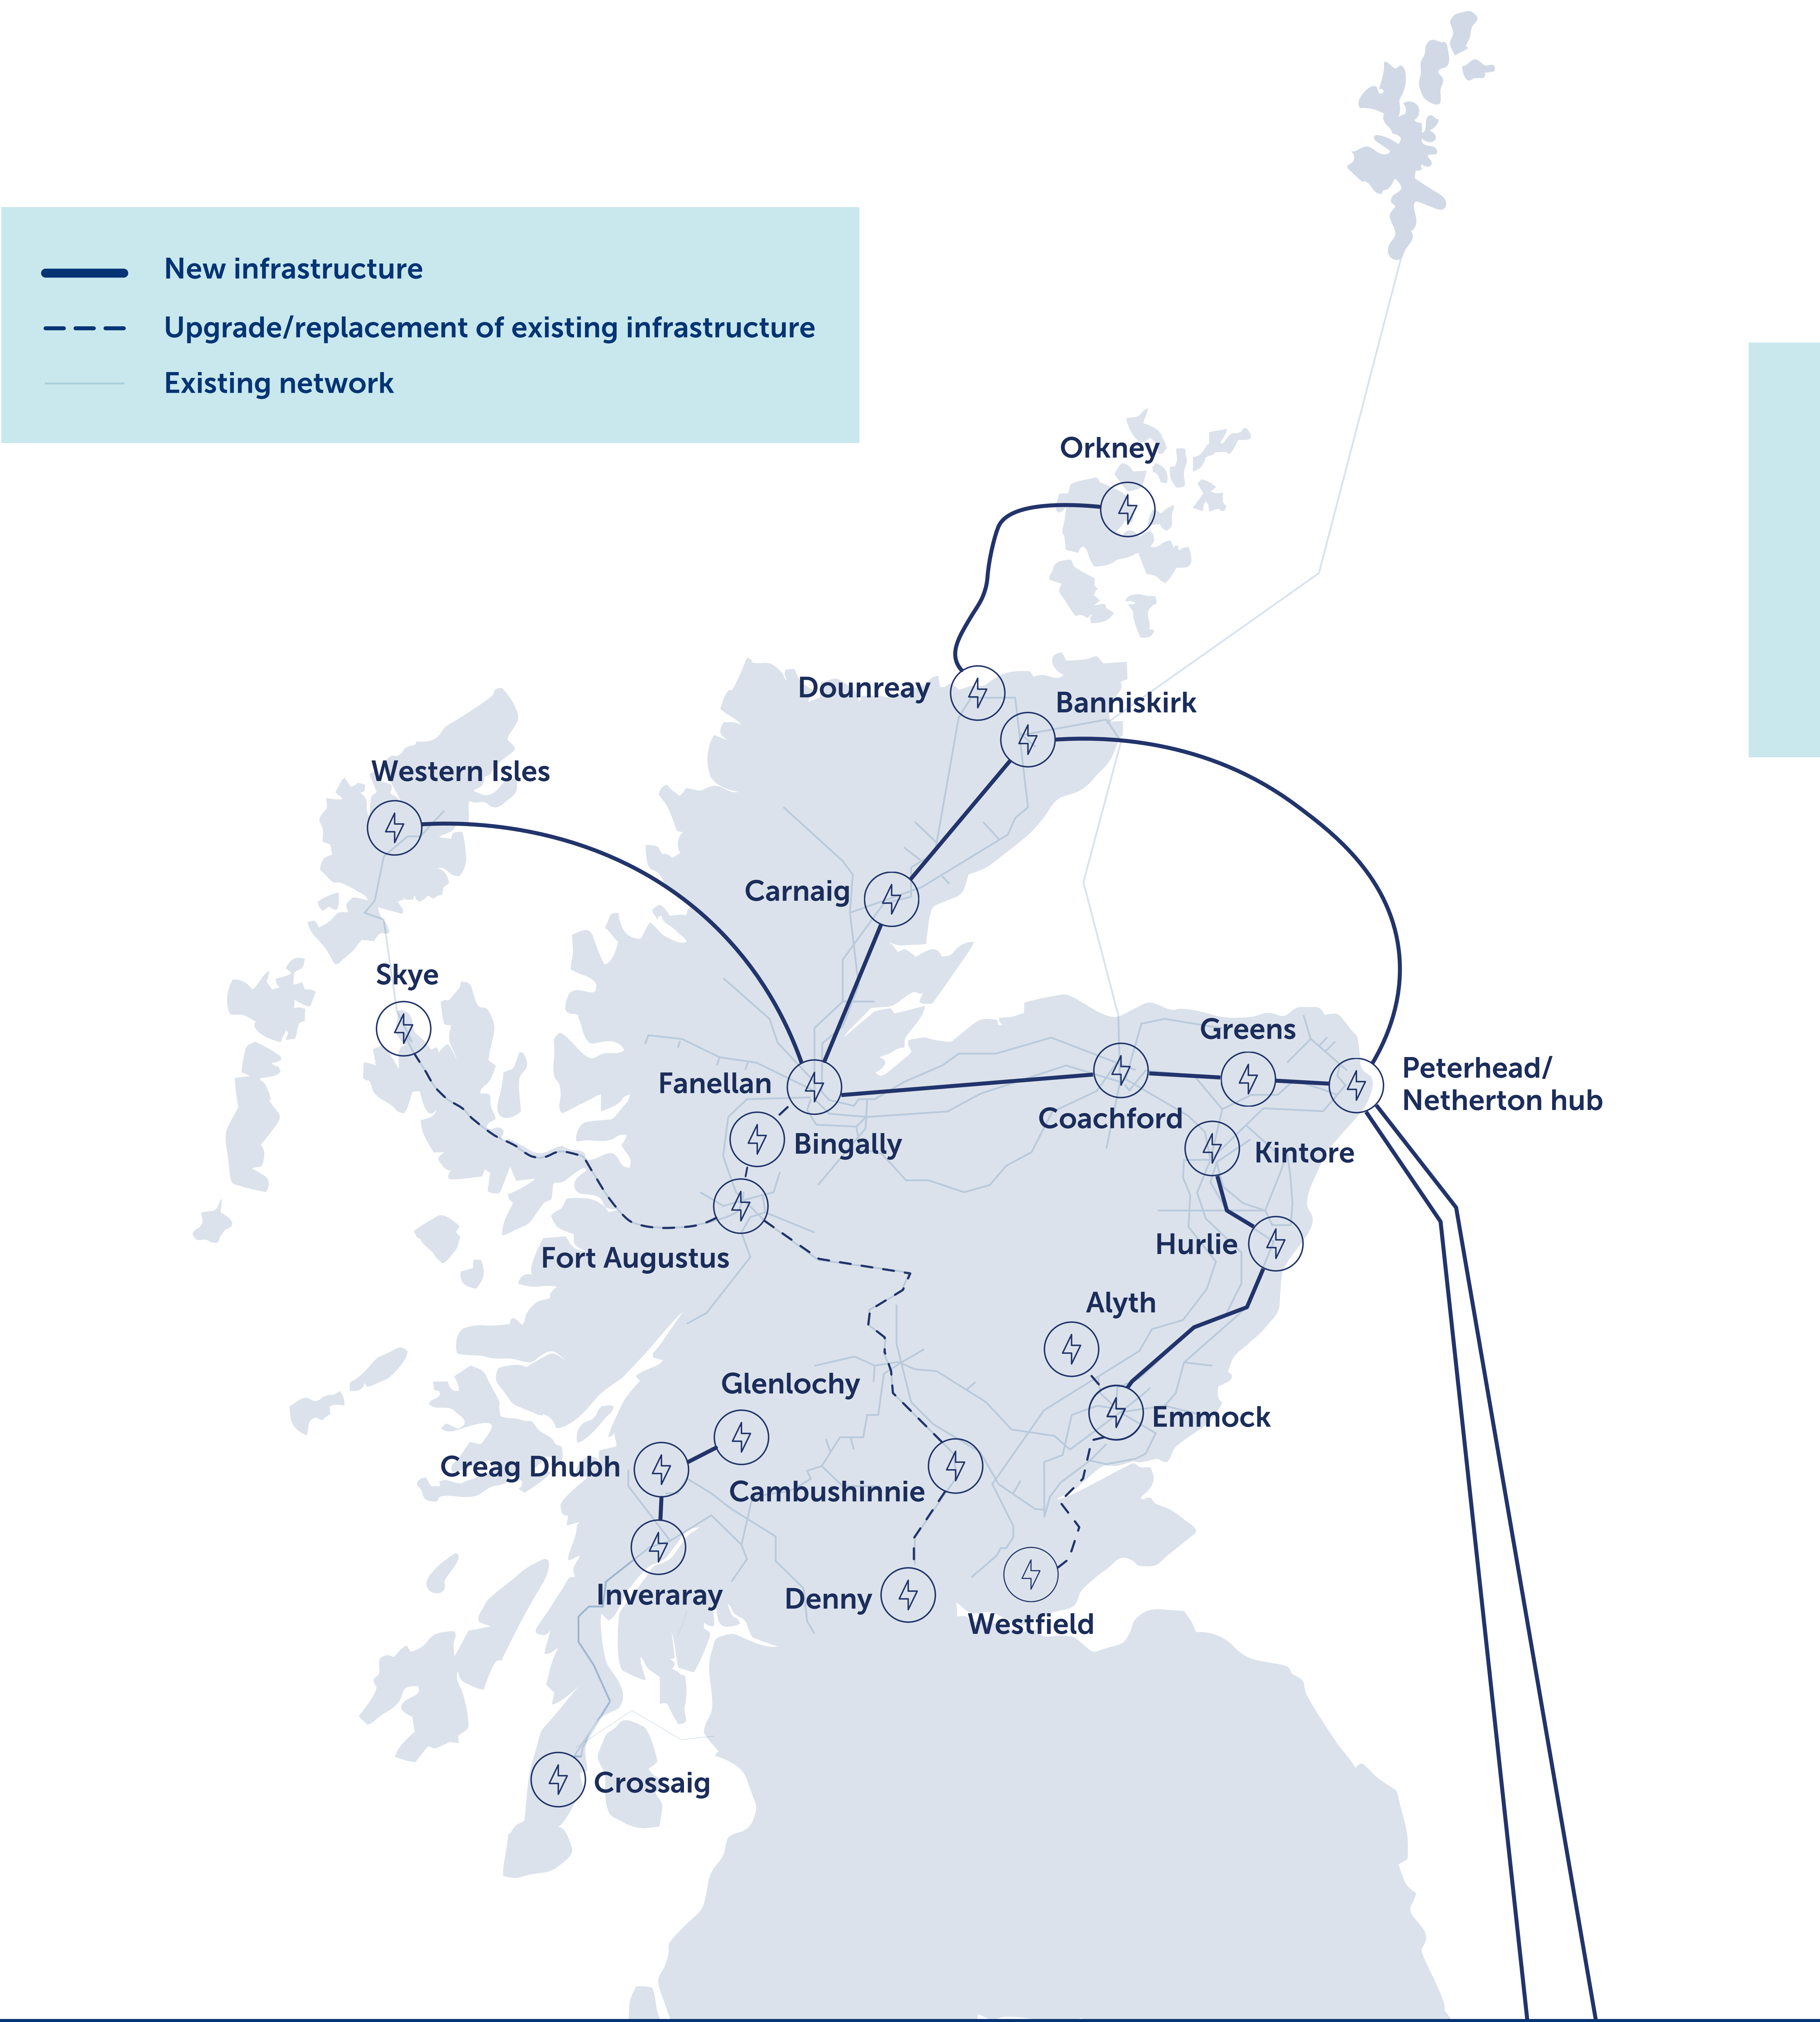 New infrastructure
Upgrade/replacement of existing infrastructure
Existing network
Orkney
Dounreay
Banniskirk
Western Isles
Carnaig
Skye
Greens
Fanellan
Peterhead/
Netherton hub
Coachford
Bingally
Kintore
Hurlie
Fort Augustus
Alyth
Glenlochy
Emmock
Creag Dhubh
Cambushinnie
Inveraray
Denny
Westfield
Crossaig